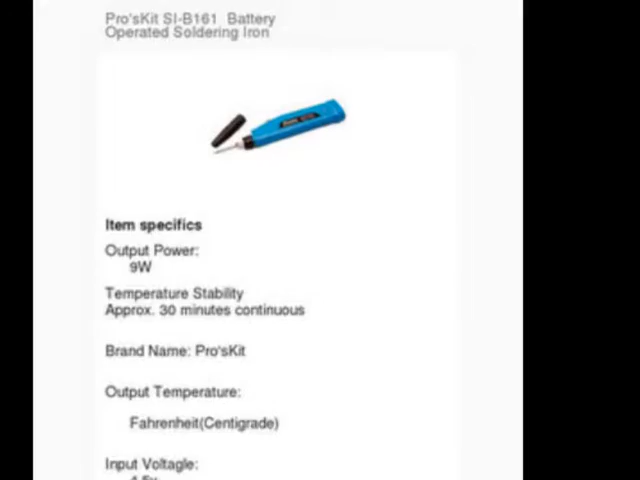 Pro'sKit SI-B161 Battery
Operated Soldering Iron
Item specifics
Output Power:
9W
Temperature Stability
Approx. 30 minutes continuous
Brand Name: Pro'sKit
Output Temperature:
Fahrenheit(Centigrade)
Input Voltagle: